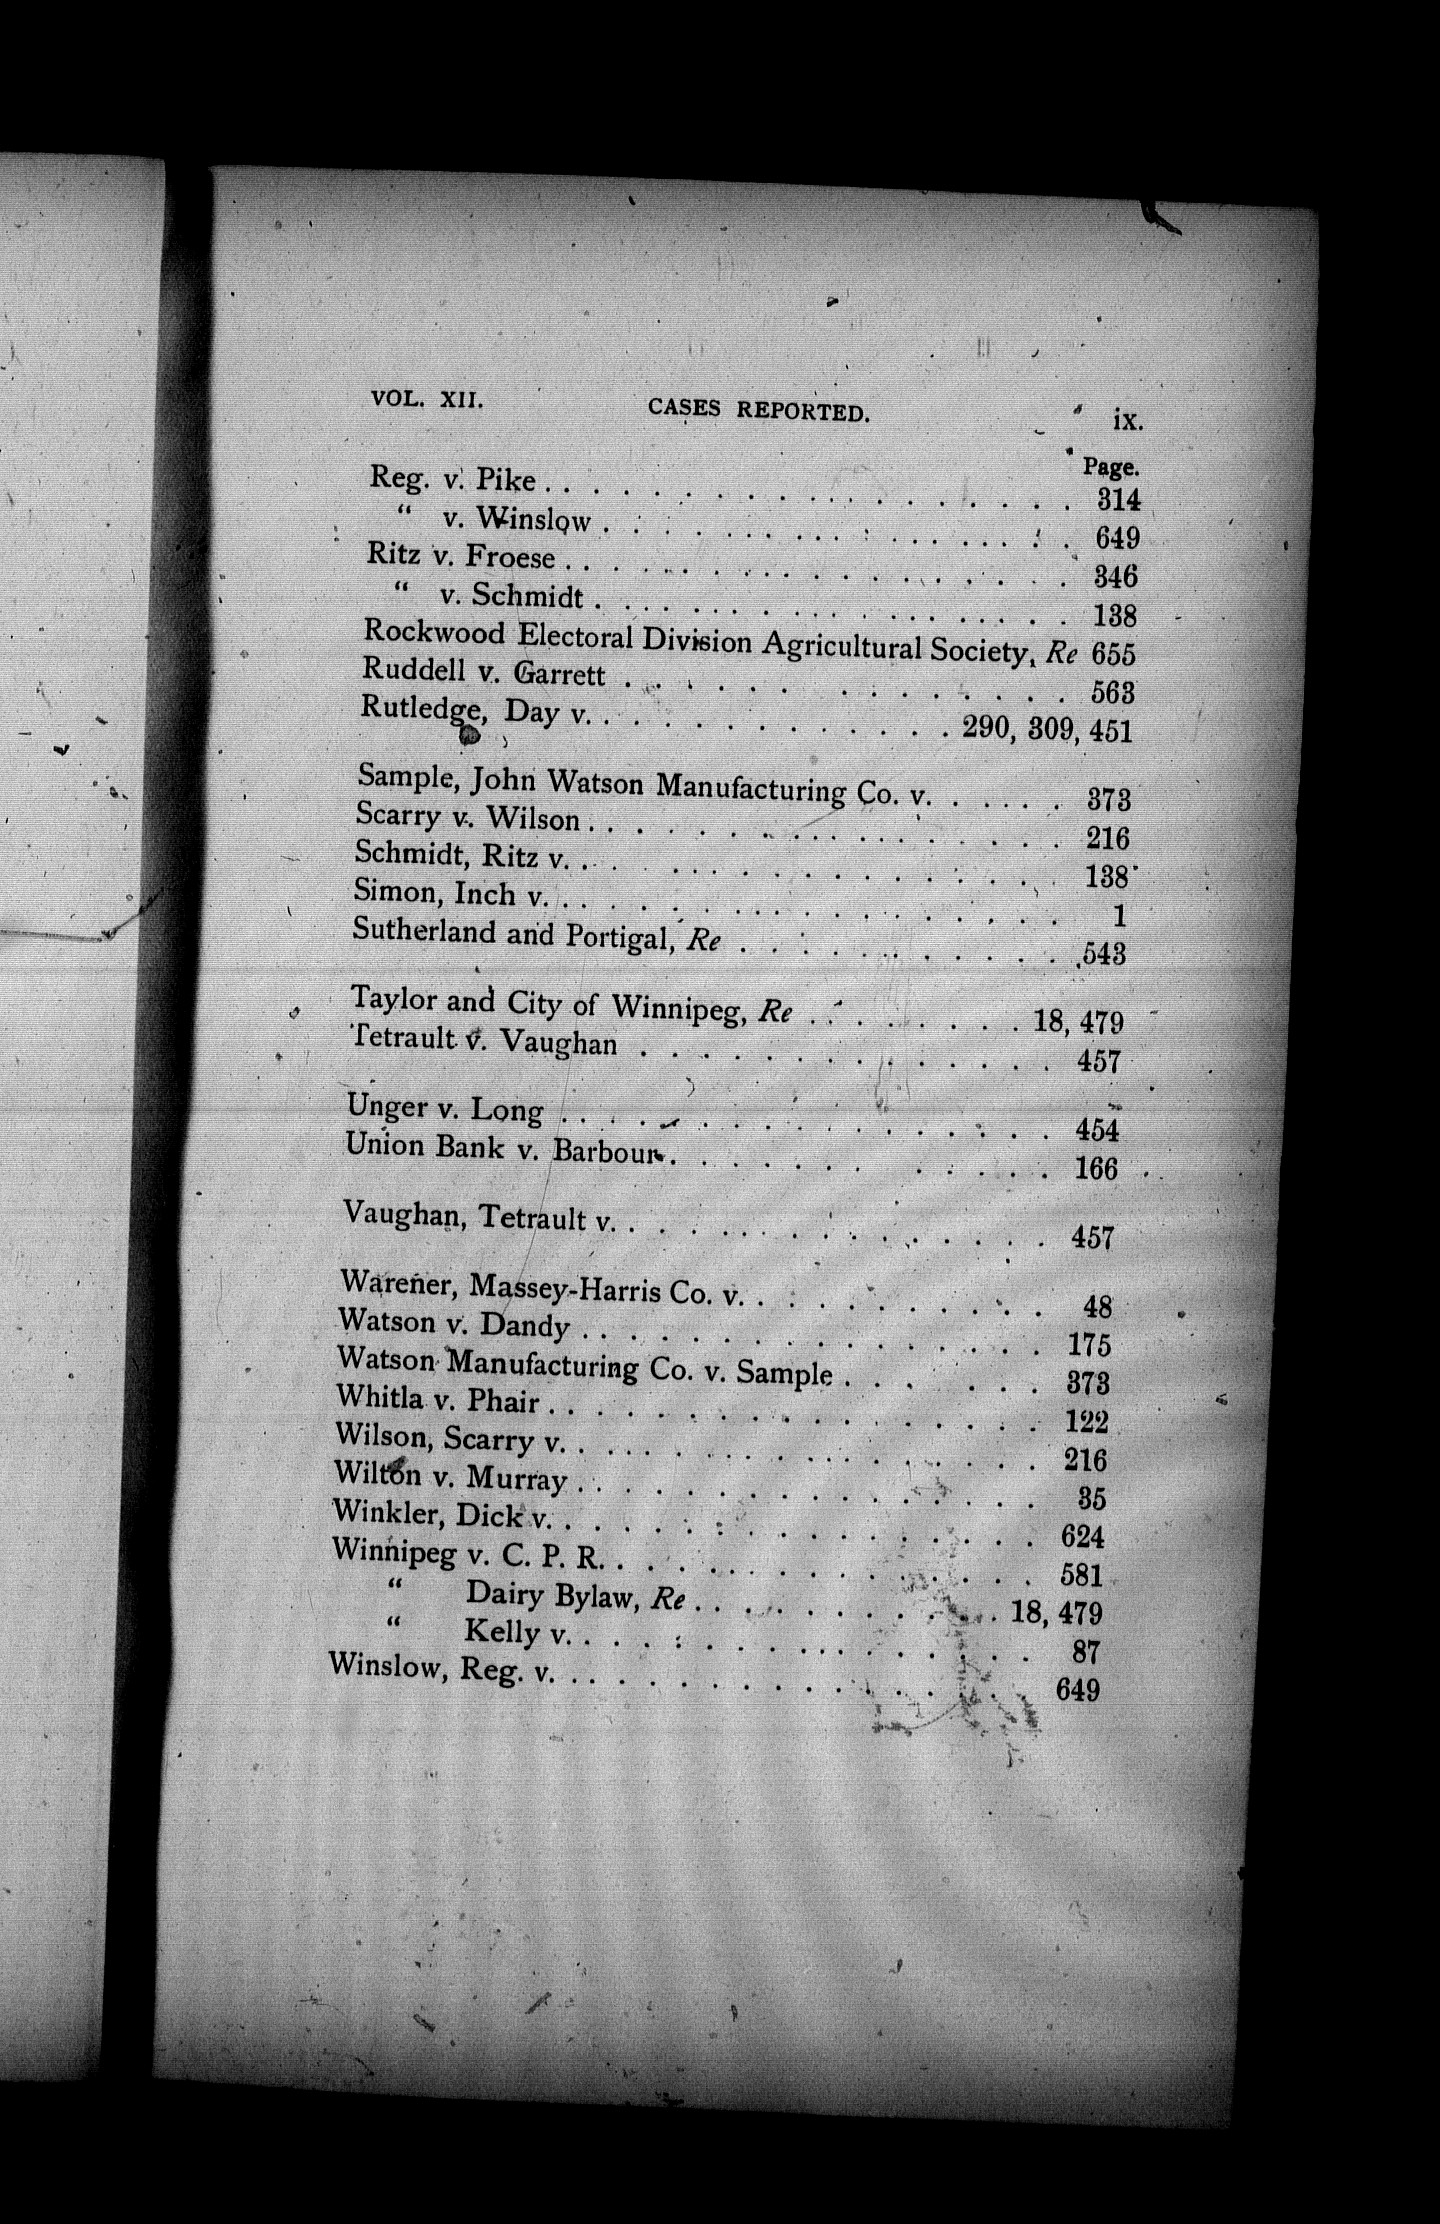 VOL. XII. CASES REPORTED. ix.
Page.
Reg. v. Pike . . . . . . . . . . . . . . . . . . 314
“ v. Winslow . . . . . . . . . . . . . . . . 649
Ritz v. Froese . . . . . . . . . . . . . . . . . 346
“ v. Schmidt . . . . . . . . . . . . . . . . 138
Rockwood Electoral Division Agricultural Society, Re 655
Ruddell v. Garrett . . . . . . . . . . . . . . . 563
Rutledge, Day v. . . . . . . . . . . . 290, 309, 451
Sample, John Watson Manufacturing Co. v. . . . . . 373
Scarry v. Wilson . . . . . . . . . . . . . . . . 216
Schmidt, Ritz v. . . . . . . . . . . . . . . . . 138
Simon, Inch v. . . . . . . . . . . . . . . . . . 1
Sutherland and Portigal, Re . . . . . . . . . . . 543
Taylor and City of Winnipeg, Re . . . . . . . . 18, 479
Tetrault v. Vaughan . . . . . . . . . . . . . . 457
Unger v. Long . . . . . . . . . . . . . . . . . 454
Union Bank v. Barbour . . . . . . . . . . . . . 166
Vaughan, Tetrault v. . . . . . . . . . . . . . . 457
Warener, Massey-Harris Co. v. . . . . . . . . . . 48
Watson v. Dandy . . . . . . . . . . . . . . . . 175
Watson Manufacturing Co. v. Sample . . . . . . . 373
Whitla v. Phair . . . . . . . . . . . . . . . . . 122
Wilson, Scarry v. . . . . . . . . . . . . . . . . 216
Wilton v. Murray . . . . . . . . . . . . . . . . 35
Winkler, Dick v. . . . . . . . . . . . . . . . . 624
Winnipeg v. C. P. R. . . . . . . . . . . . . . . 581
“ Dairy Bylaw, Re . . . . . . . . . . . 18, 479
“ Kelly v. . . . . . . . . . . . . . . . 87
Winslow, Reg. v. . . . . . . . . . . . . . . . . 649